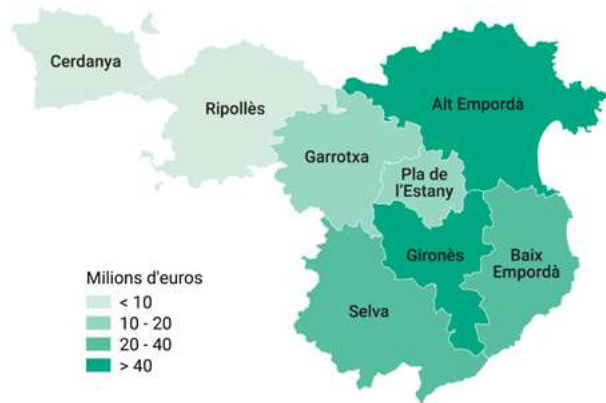 Cerdanya
Ripollès
Alt Empordà
Garrotxa
Pla de
l'Estany
Gironès
Baix
Empordà
Selva
Milions d'euros
< 10
10 - 20
20 - 40
> 40